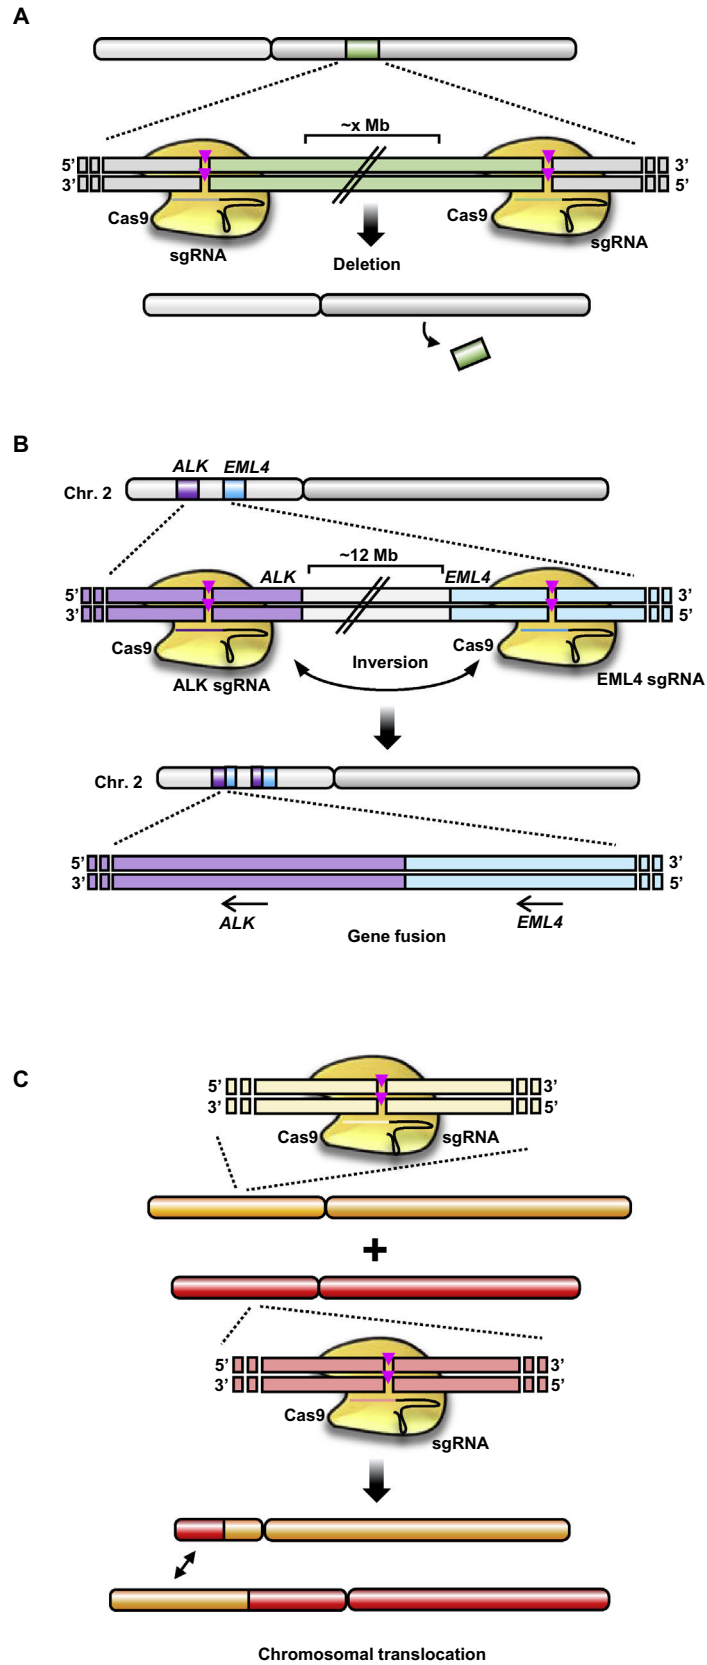 A
~x Mb
5’ 3’
3’ 5’
Cas9 Cas9
sgRNA sgRNA
Deletion
B
ALK EML4
Chr. 2
~12 Mb
ALK EML4
5’ 3’
3’ 5’
Cas9 Cas9
Inversion
ALK sgRNA EML4 sgRNA
Chr. 2
5’ 3’
3’ 5’
ALK EML4
Gene fusion
C
5’ 3’
3’ 5’
Cas9 sgRNA
+
5’ 3’
3’ 5’
Cas9
sgRNA
Chromosomal translocation